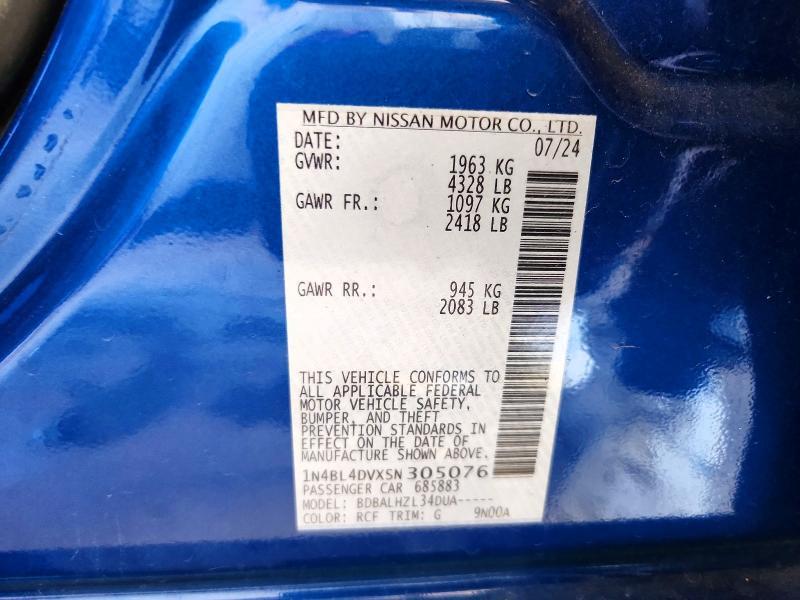 MFD BY NISSAN MOTOR CO., LTD.
DATE: 07/24
GVWR: 1963 KG
4328 LB
GAWR FR.: 1097 KG
2418 LB
GAWR RR.: 945 KG
2083 LB
THIS VEHICLE CONFORMS TO
ALL APPLICABLE FEDERAL
MOTOR VEHICLE SAFETY,
BUMPER, AND THEFT
PREVENTION STANDARDS IN
EFFECT ON THE DATE OF
MANUFACTURE SHOWN ABOVE.
1N4BL4DVXSN305076
PASSENGER CAR 685883
MODEL: BDBALHZL34DUA-----
COLOR: RCF TRIM: G 9N00A